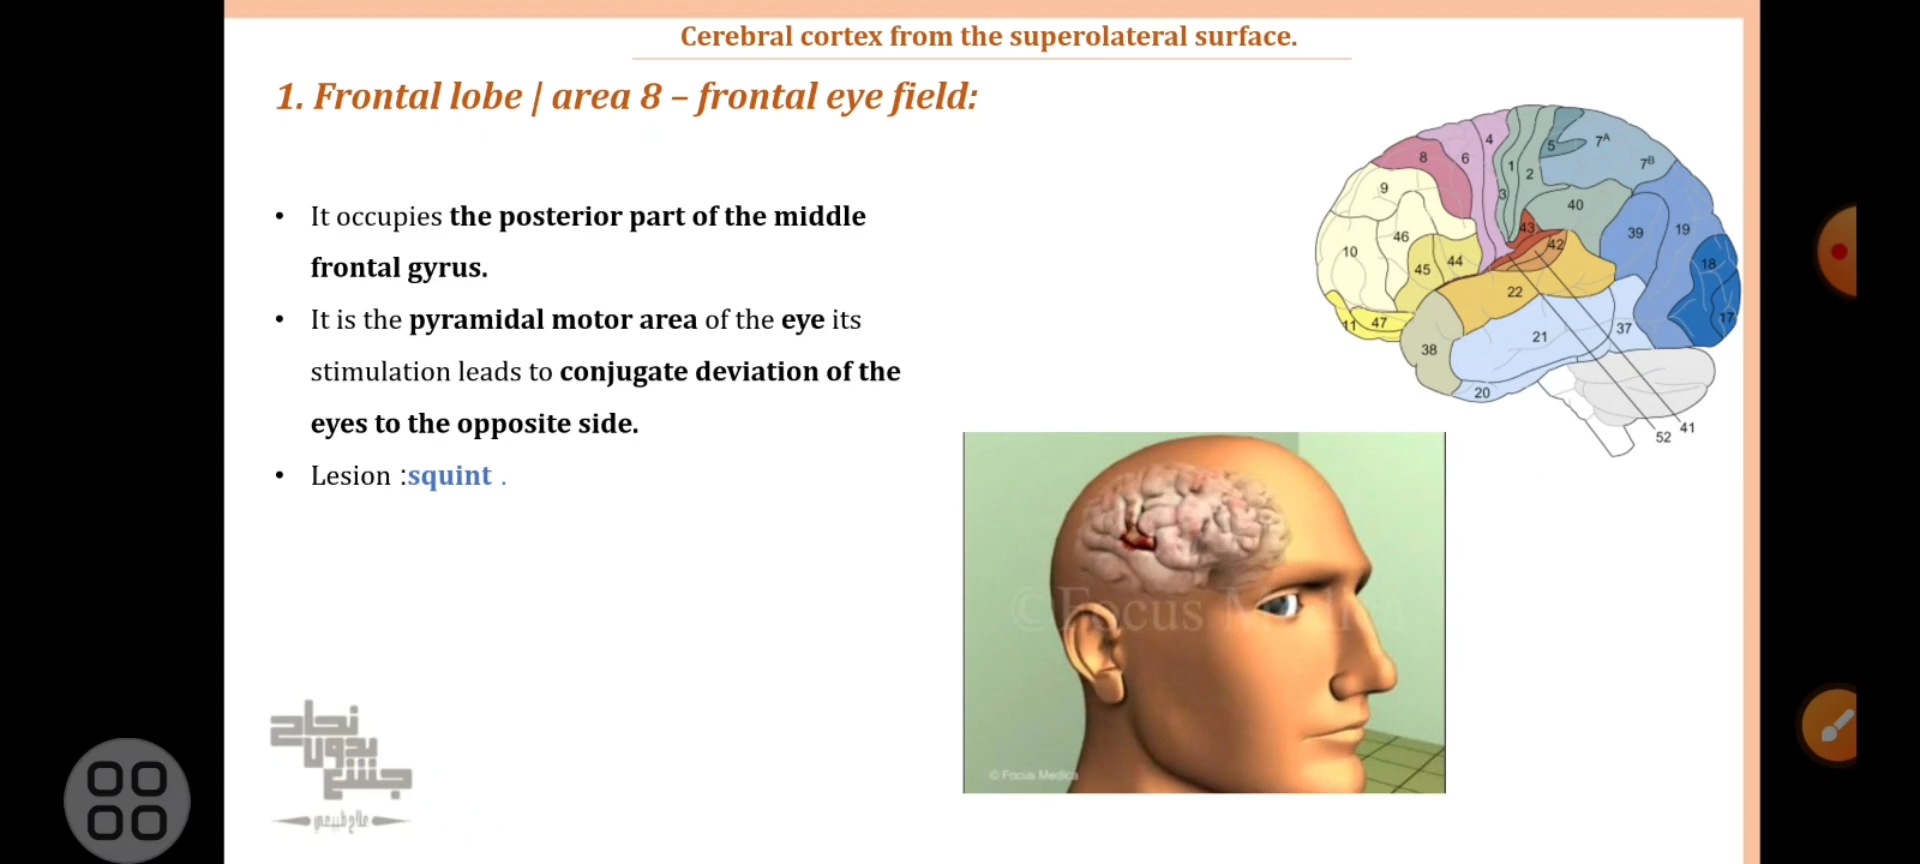 Cerebral cortex from the superolateral surface.
1. Frontal lobe | area 8 – frontal eye field:
• It occupies the posterior part of the middle
frontal gyrus.
• It is the pyramidal motor area of the eye its
stimulation leads to conjugate deviation of the
eyes to the opposite side.
• Lesion :squint .
4
5
7A
8
6
7B
1
2
9
3
40
43
46
39
19
42
10
44
45
18
22
11
47
17
37
21
38
20
41
52
©Focus Medica
© Focus Medica
نجاح
بدون
جشع
علاج طبيعي